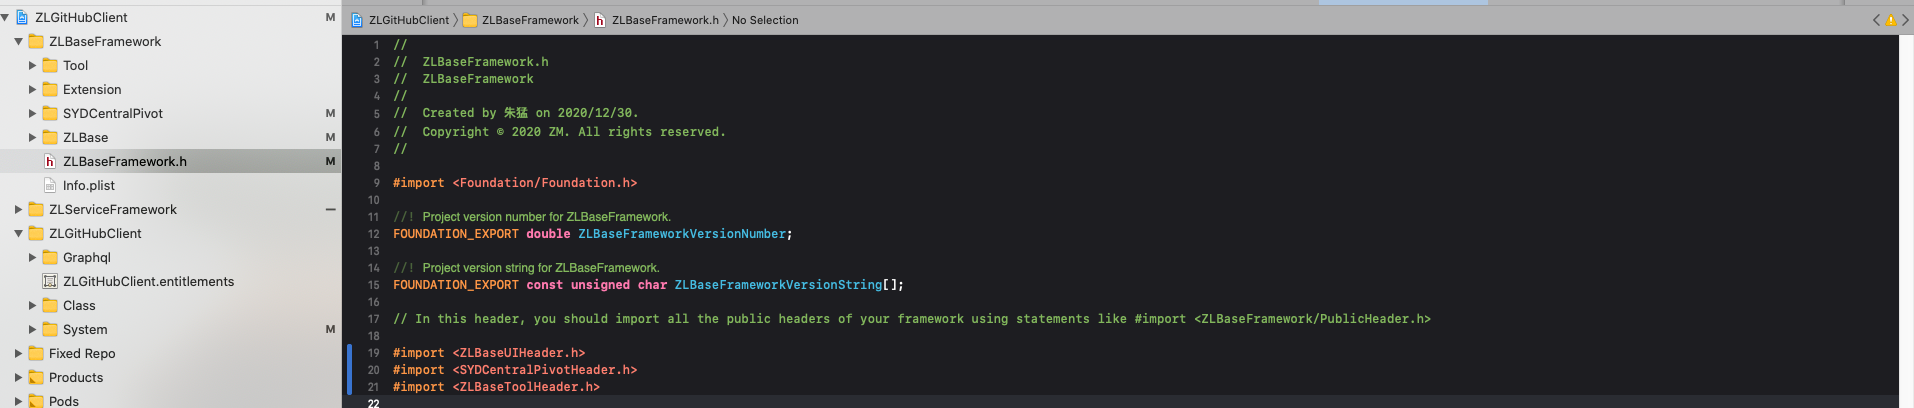 ZLGitHubClient M
ZLBaseFramework
Tool
Extension
SYDCentralPivot M
ZLBase M
ZLBaseFramework.h M
Info.plist
ZLServiceFramework
ZLGitHubClient
Graphql
ZLGitHubClient.entitlements
Class
System M
Fixed Repo
Products
Pods
ZLGitHubClient ZLBaseFramework ZLBaseFramework.h No Selection
1 //
2 //  ZLBaseFramework.h
3 //  ZLBaseFramework
4 //
5 //  Created by 朱猛 on 2020/12/30.
6 //  Copyright © 2020 ZM. All rights reserved.
7 //
8
9 #import <Foundation/Foundation.h>
10
11 //! Project version number for ZLBaseFramework.
12 FOUNDATION_EXPORT double ZLBaseFrameworkVersionNumber;
13
14 //! Project version string for ZLBaseFramework.
15 FOUNDATION_EXPORT const unsigned char ZLBaseFrameworkVersionString[];
16
17 // In this header, you should import all the public headers of your framework using statements like #import <ZLBaseFramework/PublicHeader.h>
18
19 #import <ZLBaseUIHeader.h>
20 #import <SYDCentralPivotHeader.h>
21 #import <ZLBaseToolHeader.h>
22